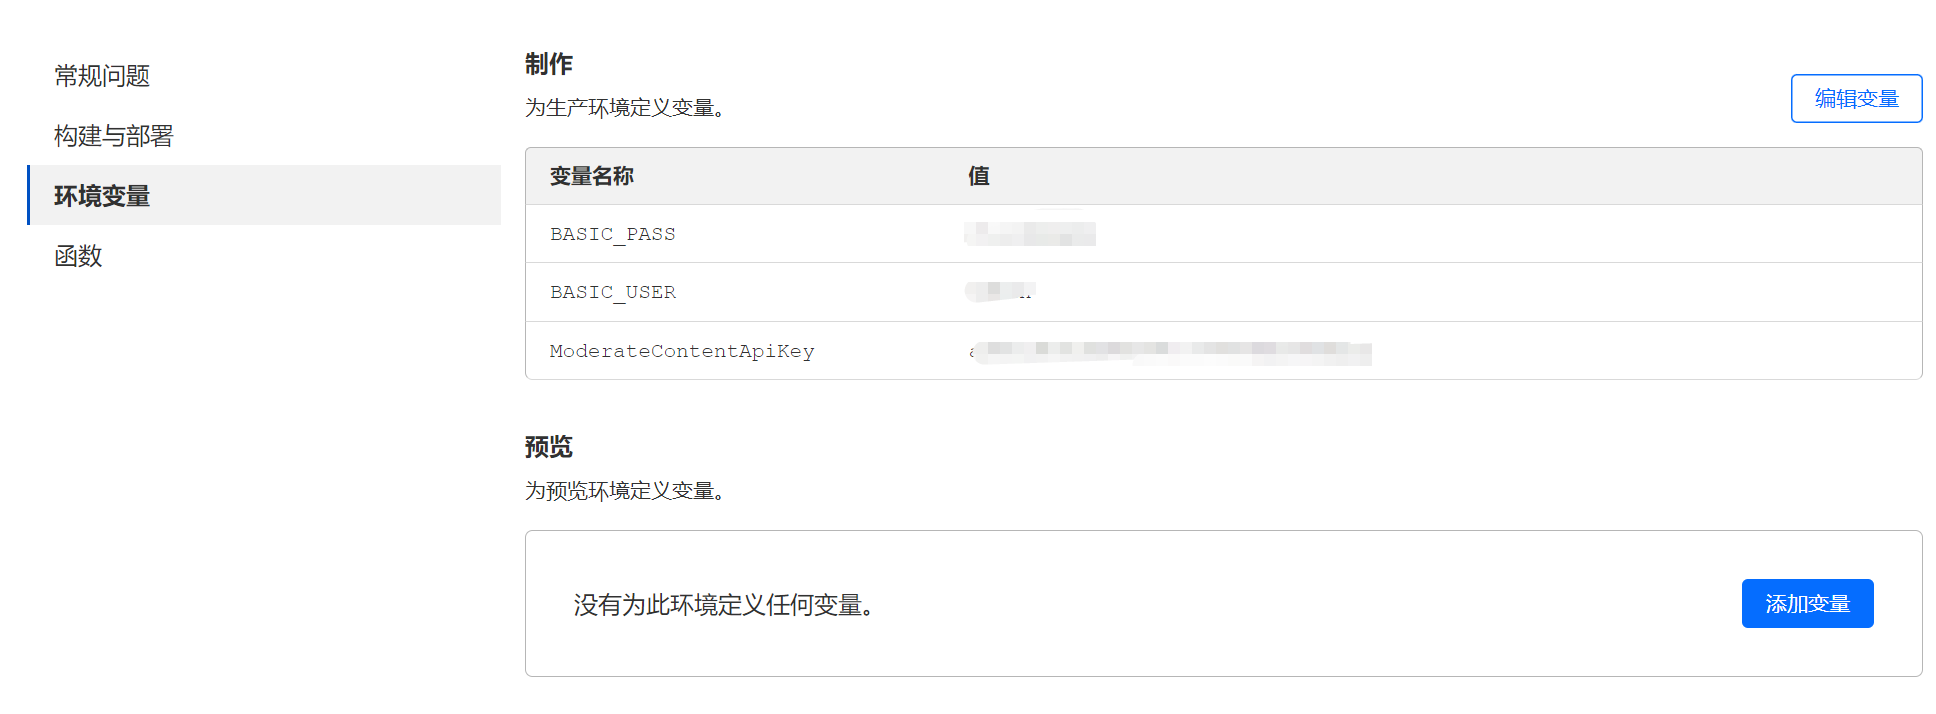 常规问题
构建与部署
环境变量
函数
制作
为生产环境定义变量。
编辑变量
变量名称 值
BASIC_PASS
BASIC_USER
ModerateContentApiKey
预览
为预览环境定义变量。
没有为此环境定义任何变量。
添加变量